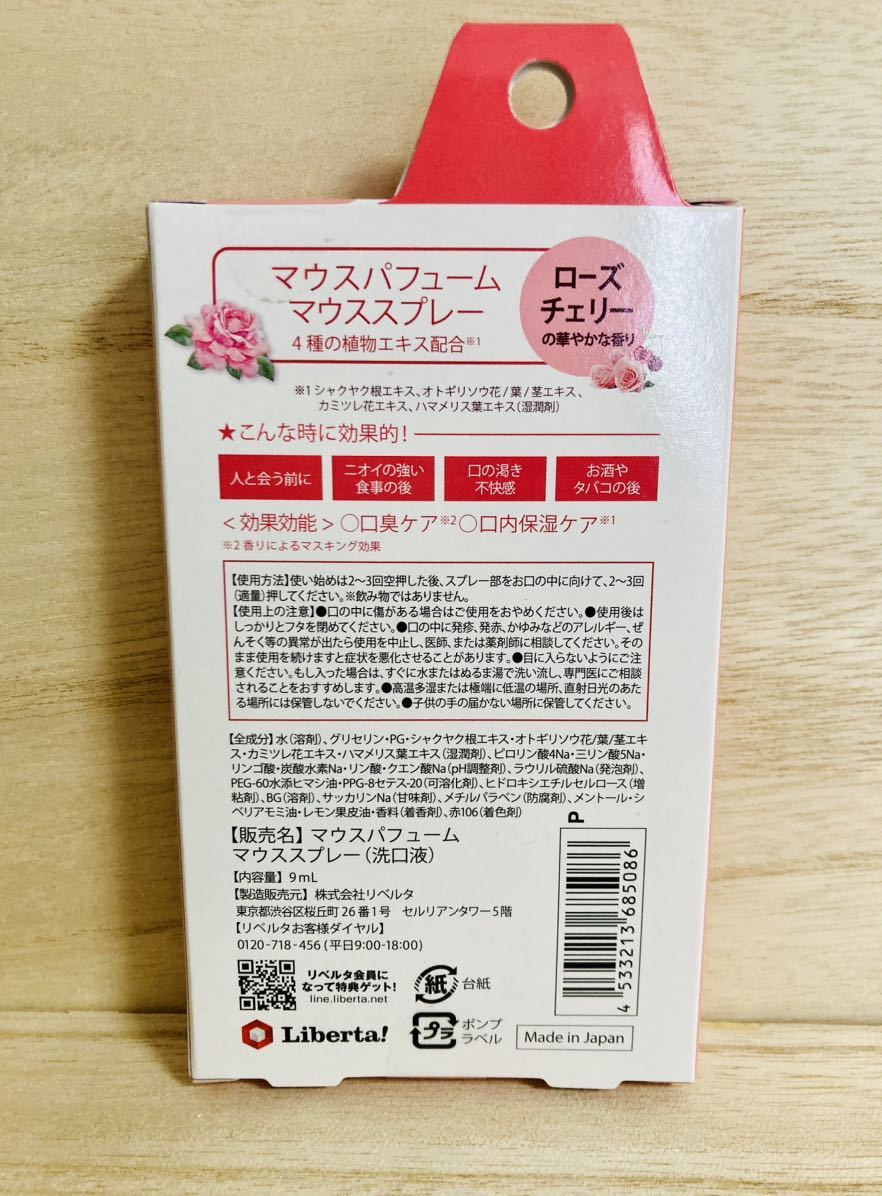 マウスパフューム
マウススプレー
4種の植物エキス配合※1
ローズ
チェリー
の華やかな香り
※1 シャクヤク根エキス、オトギリソウ花/葉/茎エキス、
カミツレ花エキス、ハマメリス葉エキス(湿潤剤)
★こんな時に効果的!
人と会う前に
ニオイの強い
食事の後
口の渇き
不快感
お酒や
タバコの後
<効果効能>○口臭ケア※2○口内保湿ケア※1
※2 香りによるマスキング効果
【使用方法】使い始めは2〜3回空押した後、スプレー部をお口の中に向けて、2〜3回
(適量)押してください。※飲み物ではありません。
【使用上の注意】●口の中に傷がある場合はご使用をおやめください。●使用後は
しっかりとフタを閉めてください。●口の中に発疹、発赤、かゆみなどのアレルギー、ぜ
んそく等の異常が出たら使用を中止し、医師、または薬剤師に相談してください。その
まま使用を続けますと症状を悪化させることがあります。●目に入らないようにご注
意ください。もし入った場合は、すぐに水またはぬるま湯で洗い流し、専門医にご相談
されることをおすすめします。●高温多湿または極端に低温の場所、直射日光のあた
る場所には保管しないでください。●子供の手の届かない場所に保管してください。
【全成分】水(溶剤)、グリセリン・PG・シャクヤク根エキス・オトギリソウ花/葉/茎エキ
ス・カミツレ花エキス・ハマメリス葉エキス(湿潤剤)、ピロリン酸4Na・三リン酸5Na・
リンゴ酸・炭酸水素Na・リン酸・クエン酸Na(pH調整剤)、ラウリル硫酸Na(発泡剤)、
PEG-60水添ヒマシ油・PPG-8セテス-20(可溶化剤)、ヒドロキシエチルセルロース(増
粘剤)、BG(溶剤)、サッカリンNa(甘味剤)、メチルパラベン(防腐剤)、メントール・シ
ベリアモミ油・レモン果皮油・香料(着香剤)、赤106(着色剤)
【販売名】マウスパフューム
マウススプレー(洗口液)
【内容量】9mL
【製造販売元】株式会社リベルタ
東京都渋谷区桜丘町26番1号 セルリアンタワー5階
【リベルタお客様ダイヤル】
0120-718-456(平日9:00-18:00)
P
4 533213 685086
リベルタ会員に
なって特典ゲット!
line.liberta.net
紙 台紙
Liberta!
プラ ポンプ
ラベル
Made in Japan